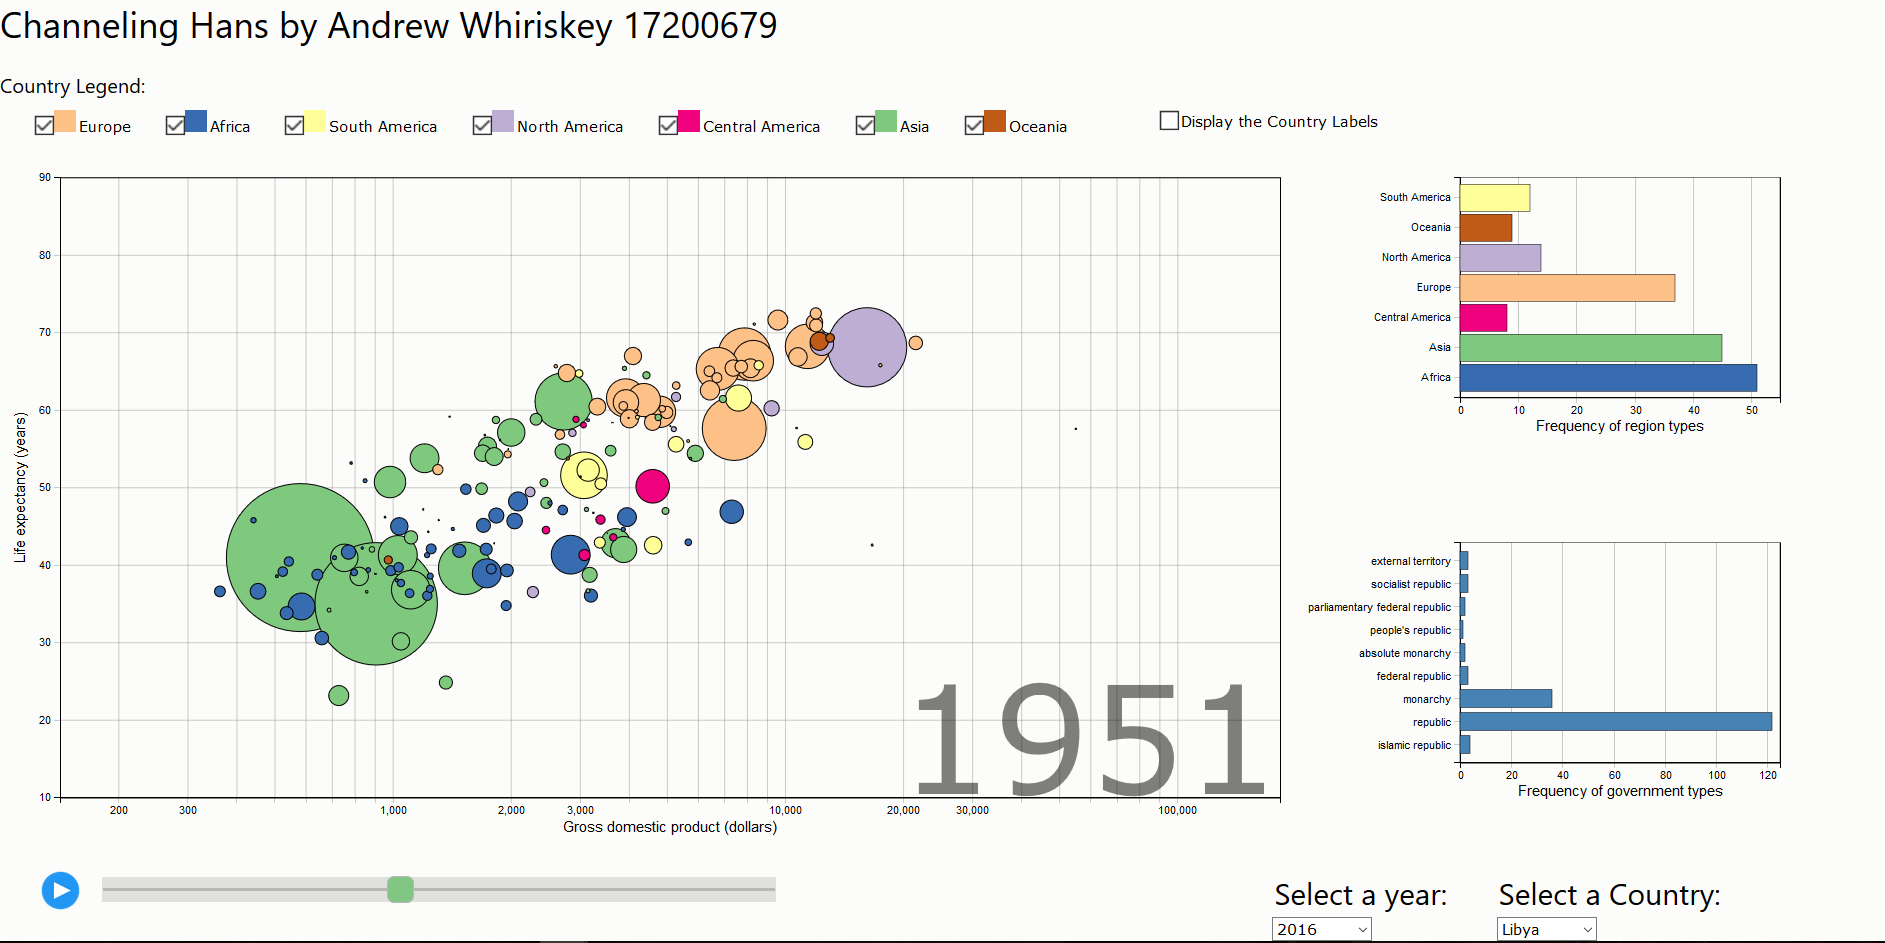 Channeling Hans by Andrew Whiriskey 17200679
Country Legend:
Europe Africa South America North America Central America Asia Oceania Display the Country Labels
90
80
70
60
50
40
30
20
10
Life expectancy (years)
1951
200 300 1,000 2,000 3,000 10,000 20,000 30,000 100,000
Gross domestic product (dollars)
South America
Oceania
North America
Europe
Central America
Asia
Africa
0 10 20 30 40 50
Frequency of region types
external territory
socialist republic
parliamentary federal republic
people's republic
absolute monarchy
federal republic
monarchy
republic
islamic republic
0 20 40 60 80 100 120
Frequency of government types
Select a year: Select a Country:
2016 Libya